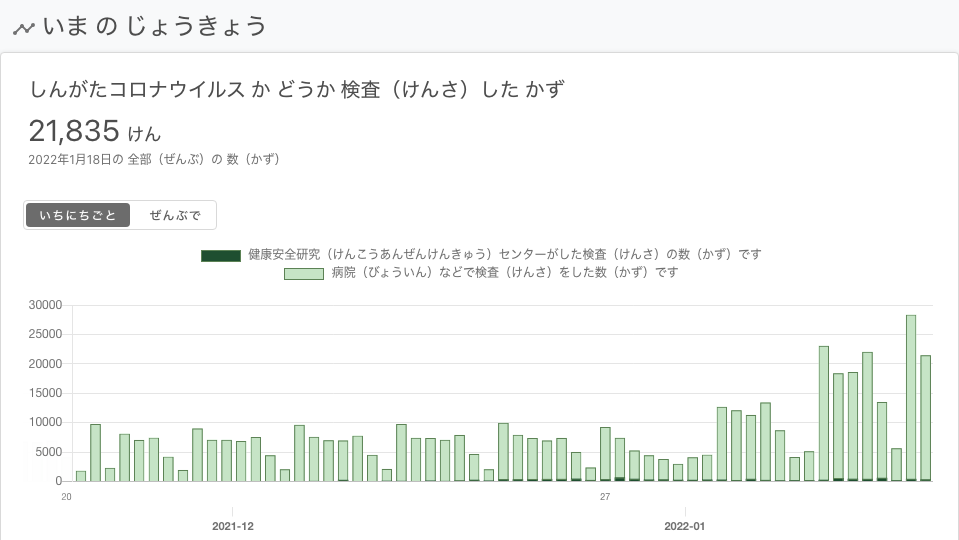 いま の じょうきょう
しんがたコロナウイルス か どうか 検査（けんさ）した かず
21,835 けん
2022年1月18日の 全部（ぜんぶ）の 数（かず）
いちにちごと ぜんぶで
健康安全研究（けんこうあんぜんけんきゅう）センターがした検査（けんさ）の数（かず）です
病院（びょういん）などで検査（けんさ）をした数（かず）です
30000
25000
20000
15000
10000
5000
0
20 27
2021-12 2022-01